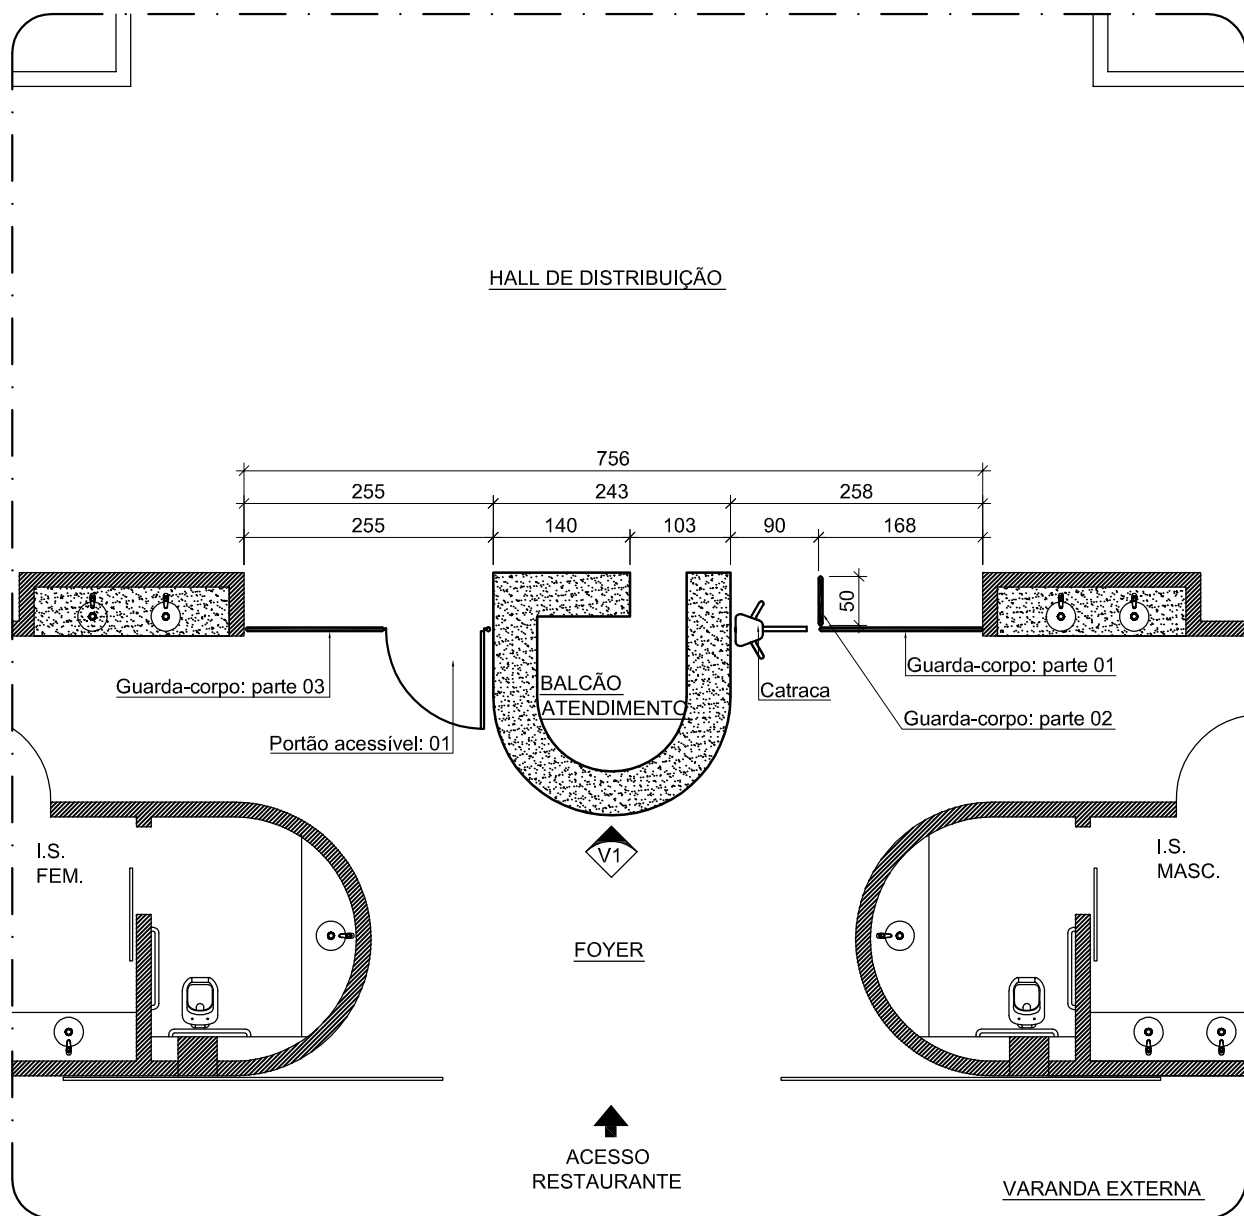 HALL DE DISTRIBUIÇÃO
756
255
243
258
255
140
103
90
168
50
Guarda-corpo: parte 03
BALCÃO
ATENDIMENTO
Catraca
Guarda-corpo: parte 01
Guarda-corpo: parte 02
Portão acessível: 01
I.S.
FEM.
V1
I.S.
MASC.
FOYER
ACESSO
RESTAURANTE
VARANDA EXTERNA